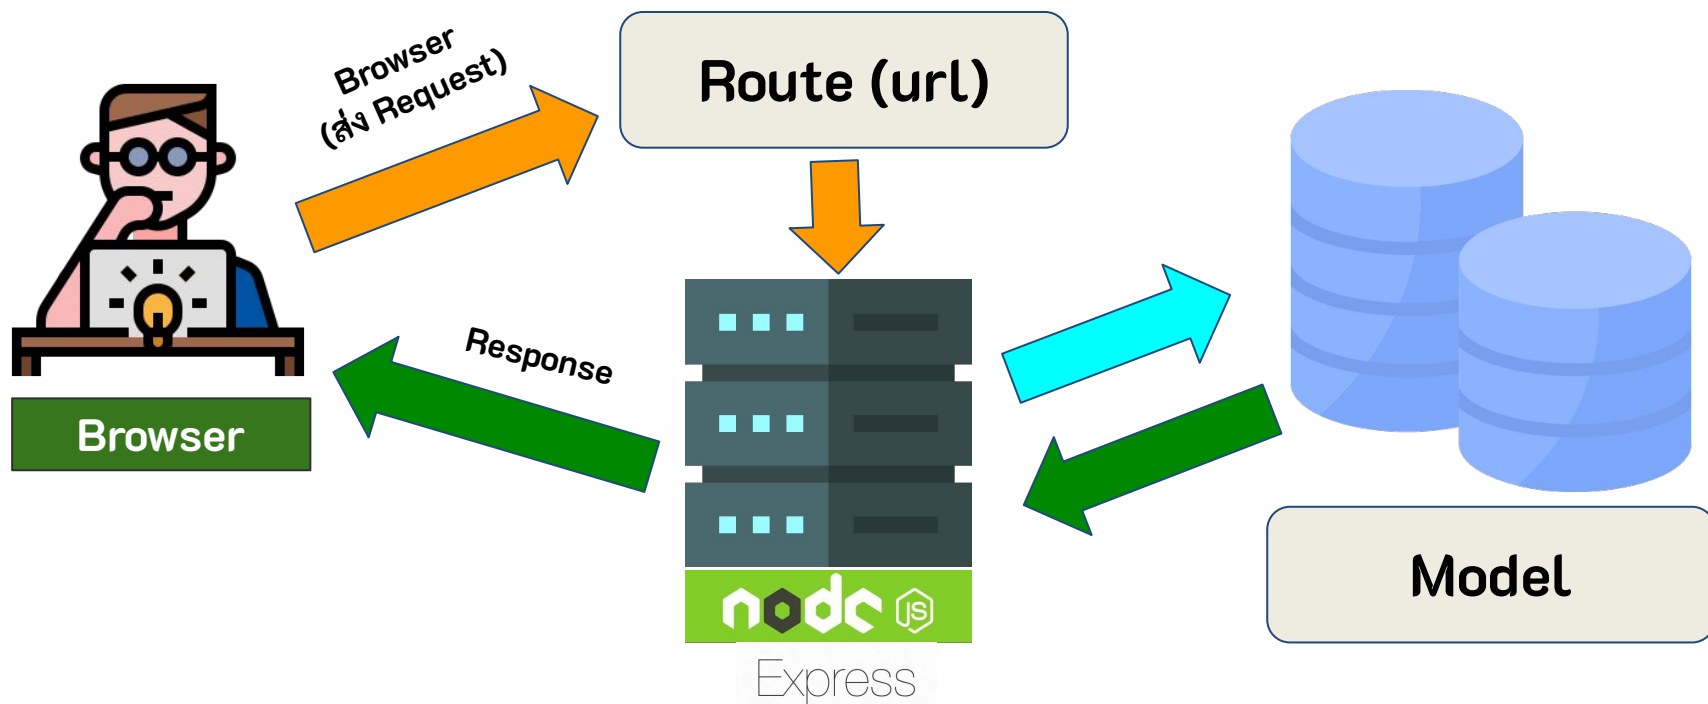 Browser
(ส่ง Request)
Route (url)
Response
Browser
node
JS
Express
Model